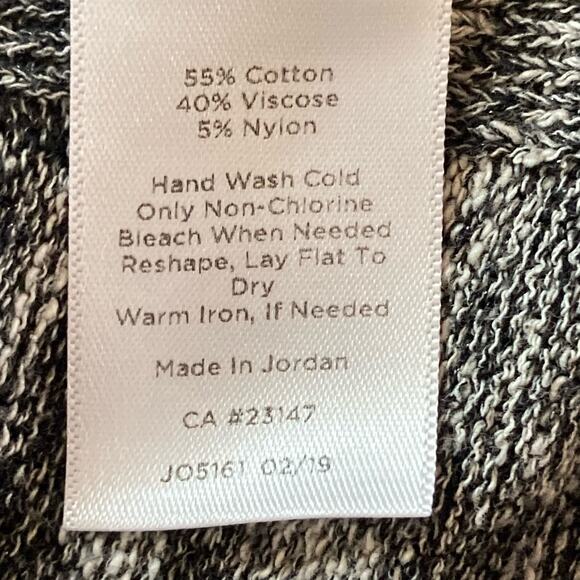 55% Cotton
40% Viscose
5% Nylon
Hand Wash Cold
Only Non-Chlorine
Bleach When Needed
Reshape, Lay Flat To
Dry
Warm Iron, If Needed
Made In Jordan
CA #23147
JO5161 02/19